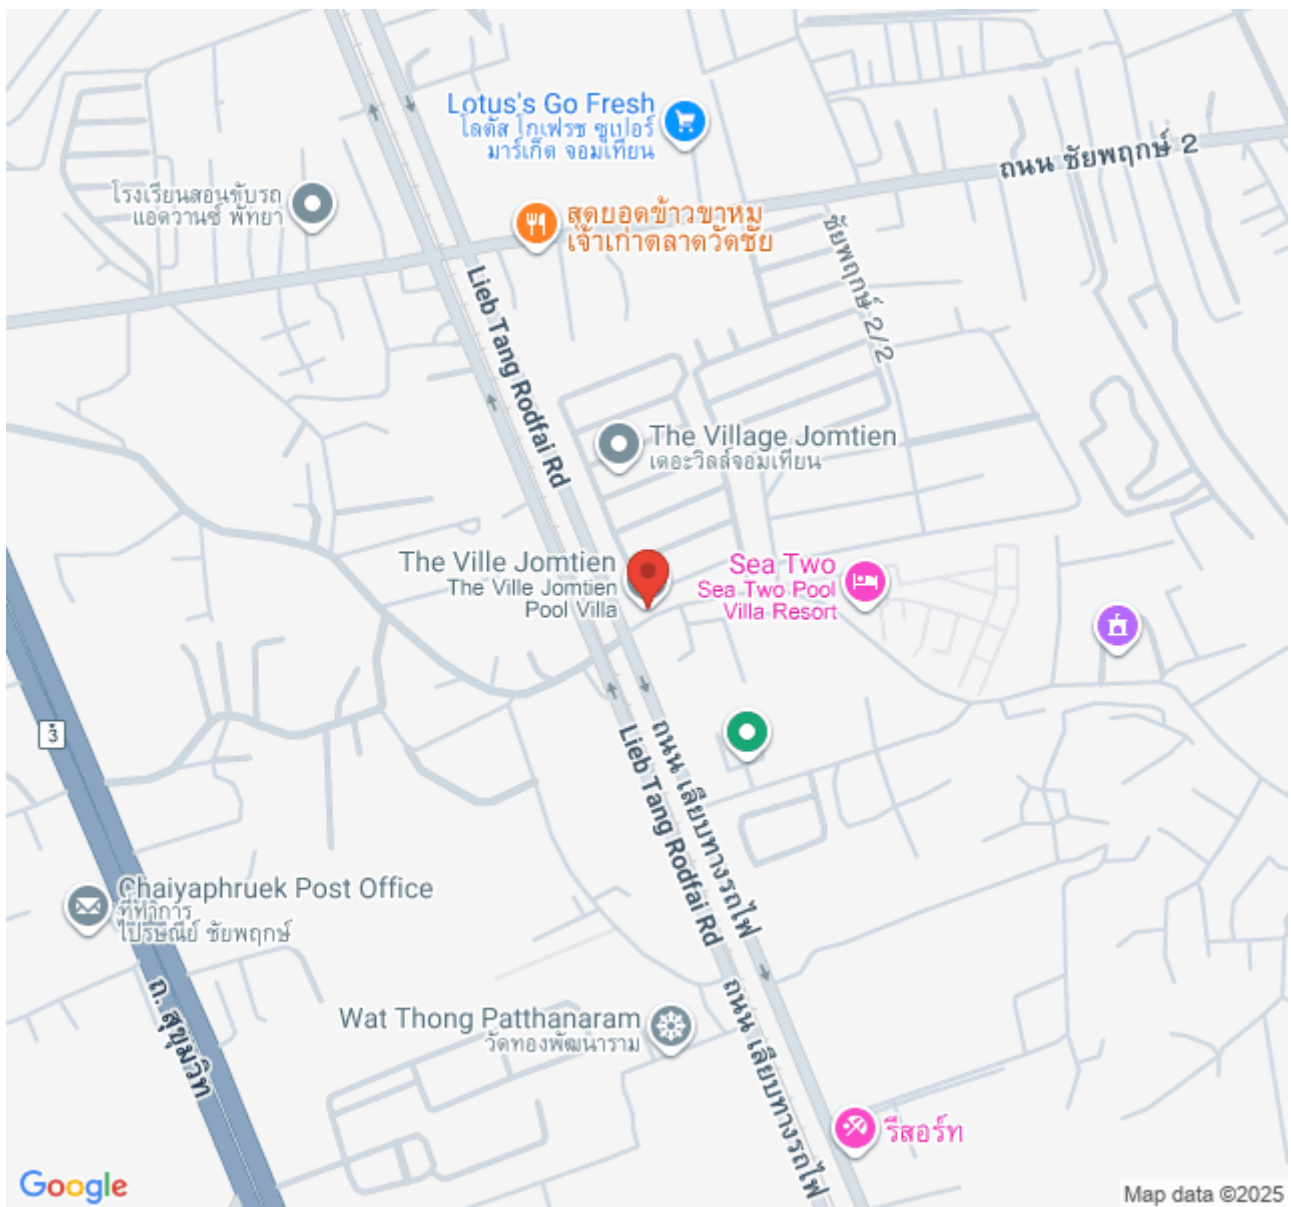 Lotus's Go Fresh
โลตัส โกเฟรช ซูเปอร์
มาร์เก็ต จอมเทียน
ถนน ชัยพฤกษ์ 2
โรงเรียนสอนขับรถ
แอดวานซ์ พัทยา
สุดยอดข้าวขาหมู
เจ้าเก่าตลาดวัดชัย
ชัยพฤกษ์ 2/2
Lieb Tang Rodfai Rd
The Village Jomtien
เดอะวิลล์จอมเทียน
The Ville Jomtien
The Ville Jomtien
Pool Villa
Sea Two
Sea Two Pool
Villa Resort
3
ถนน เลียบทางรถไฟ
Lieb Tang Rodfai Rd
Chaiyaphruek Post Office
ที่ทำการ
ไปรษณีย์ ชัยพฤกษ์
ถ. สุขุมวิท
Wat Thong Patthanaram
วัดทองพัฒนาราม
ถนน เลียบทางรถไฟ
รีสอร์ท
Google
Map data ©2025